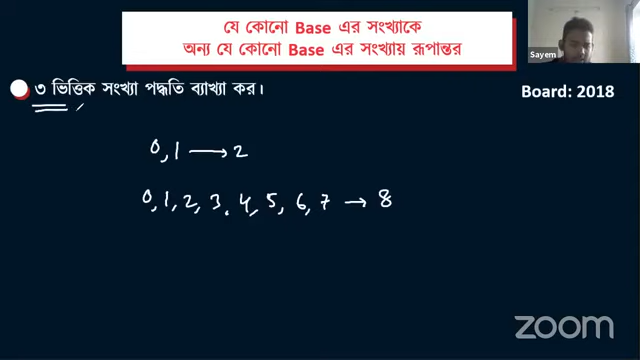 যে কোনো Base এর সংখ্যাকে
অন্য যে কোনো Base এর সংখ্যায় রূপান্তর
Sayem
৩ ভিত্তিক সংখ্যা পদ্ধতি ব্যাখ্যা কর।
Board: 2018
0, 1 → 2
0, 1, 2, 3, 4, 5, 6, 7 → 8
zoom